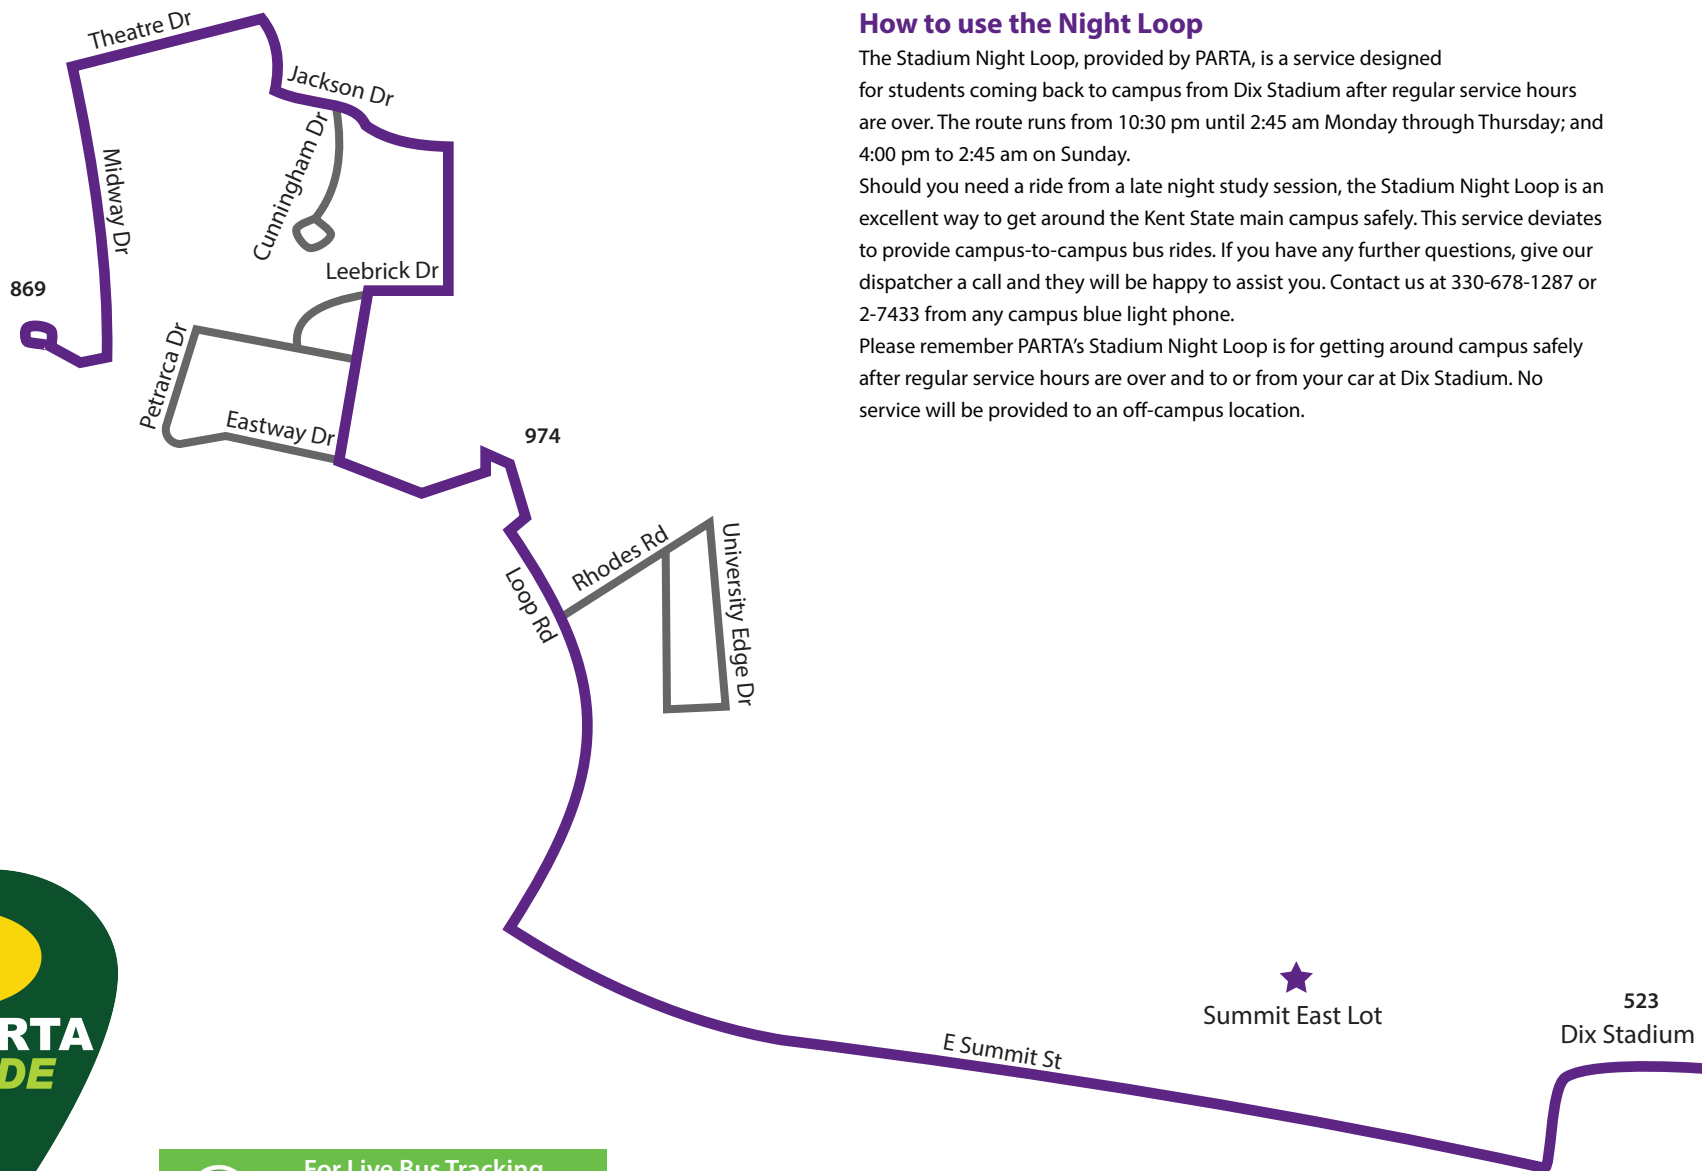 How to use the Night Loop
The Stadium Night Loop, provided by PARTA, is a service designed
for students coming back to campus from Dix Stadium after regular service hours
are over. The route runs from 10:30 pm until 2:45 am Monday through Thursday; and
4:00 pm to 2:45 am on Sunday.
Should you need a ride from a late night study session, the Stadium Night Loop is an
excellent way to get around the Kent State main campus safely. This service deviates
to provide campus-to-campus bus rides. If you have any further questions, give our
dispatcher a call and they will be happy to assist you. Contact us at 330-678-1287 or
2-7433 from any campus blue light phone.
Please remember PARTA's Stadium Night Loop is for getting around campus safely
after regular service hours are over and to or from your car at Dix Stadium. No
service will be provided to an off-campus location.
Theatre Dr
Jackson Dr
Cunningham Dr
Midway Dr
Leebrick Dr
869
Petrarca Dr
Eastway Dr
974
Rhodes Rd
University Edge Dr
Loop Rd
Summit East Lot
523
Dix Stadium
E Summit St
RTA
DE
For Live Bus Tracking